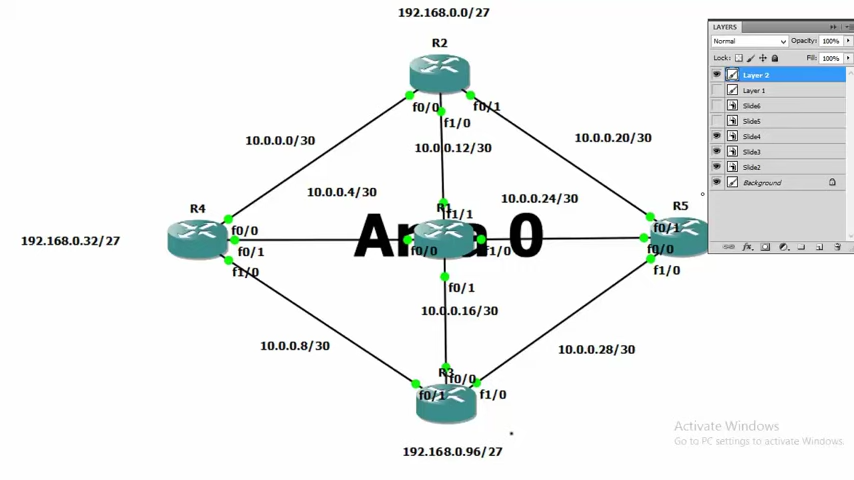 192.168.0.0/27
R2
f0/0
f0/1
f1/0
10.0.0.0/30
10.0.0.12/30
10.0.0.20/30
10.0.0.4/30
10.0.0.24/30
R4
R1
f1/1
R5
Area 0
192.168.0.32/27
f0/0
f0/1
f1/0
f0/0
f1/0
f0/1
f0/1
f0/0
f1/0
10.0.0.16/30
10.0.0.8/30
10.0.0.28/30
R3
f0/0
f0/1
f1/0
192.168.0.96/27
LAYERS
Normal
Opacity: 100%
Lock:
Fill: 100%
Layer 2
Layer 1
Slide6
Slide5
Slide4
Slide3
Slide2
Background
fx
Activate Windows
Go to PC settings to activate Windows.